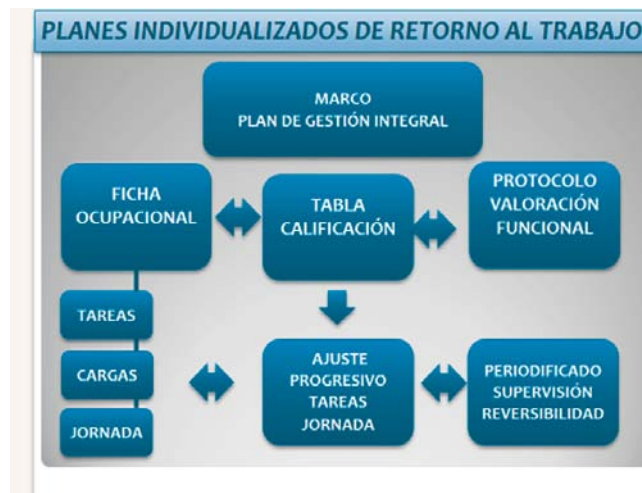 PLANES INDIVIDUALIZADOS DE RETORNO AL TRABAJO
MARCO
PLAN DE GESTIÓN INTEGRAL
FICHA
OCUPACIONAL
TABLA
CALIFICACIÓN
PROTOCOLO
VALORACIÓN
FUNCIONAL
TAREAS
CARGAS
JORNADA
AJUSTE
PROGRESIVO
TAREAS
JORNADA
PERIODIFICADO
SUPERVISIÓN
REVERSIBILIDAD